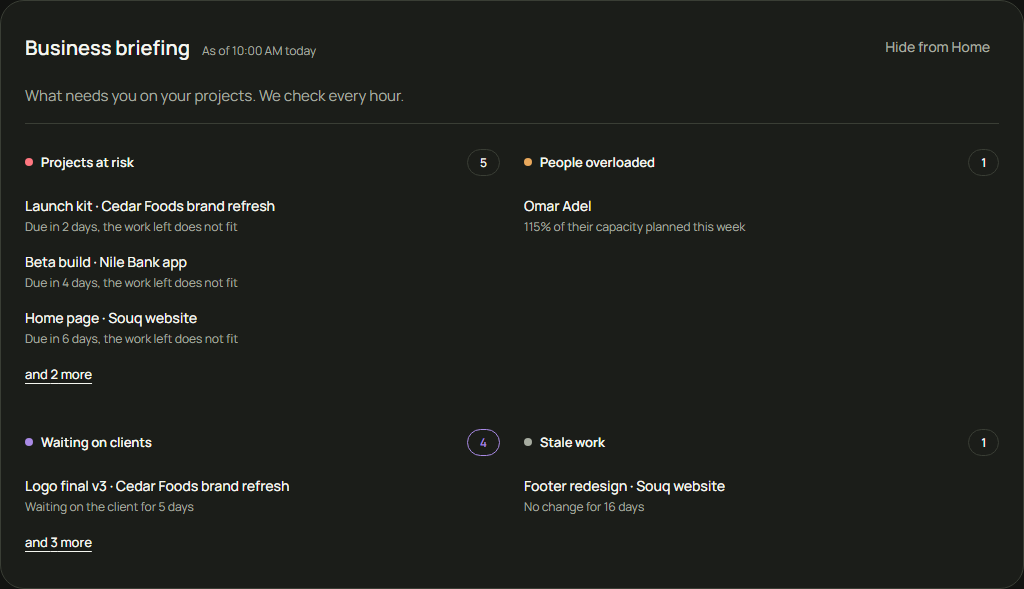 Business briefing As of 10:00 AM today
Hide from Home
What needs you on your projects. We check every hour.
Projects at risk 5
Launch kit · Cedar Foods brand refresh
Due in 2 days, the work left does not fit
Beta build · Nile Bank app
Due in 4 days, the work left does not fit
Home page · Souq website
Due in 6 days, the work left does not fit
and 2 more
People overloaded 1
Omar Adel
115% of their capacity planned this week
Waiting on clients 4
Logo final v3 · Cedar Foods brand refresh
Waiting on the client for 5 days
and 3 more
Stale work 1
Footer redesign · Souq website
No change for 16 days